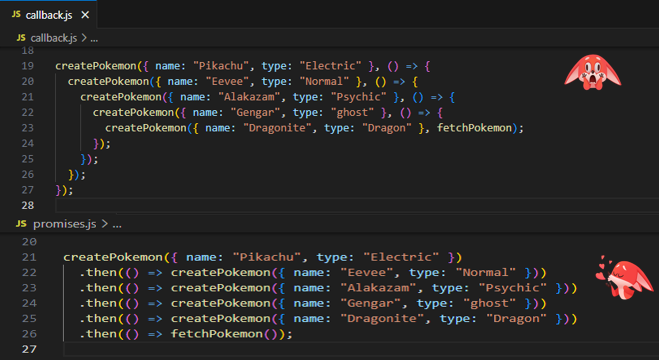 JS callback.js ×
JS callback.js > ...
18
19 createPokemon({ name: "Pikachu", type: "Electric" }, () => {
20   createPokemon({ name: "Eevee", type: "Normal" }, () => {
21     createPokemon({ name: "Alakazam", type: "Psychic" }, () => {
22       createPokemon({ name: "Gengar", type: "ghost" }, () => {
23         createPokemon({ name: "Dragonite", type: "Dragon" }, fetchPokemon);
24       });
25     });
26   });
27 });
28
JS promises.js > ...
20
21 createPokemon({ name: "Pikachu", type: "Electric" })
22   .then(() => createPokemon({ name: "Eevee", type: "Normal" }))
23   .then(() => createPokemon({ name: "Alakazam", type: "Psychic" }))
24   .then(() => createPokemon({ name: "Gengar", type: "ghost" }))
25   .then(() => createPokemon({ name: "Dragonite", type: "Dragon" }))
26   .then(() => fetchPokemon());
27